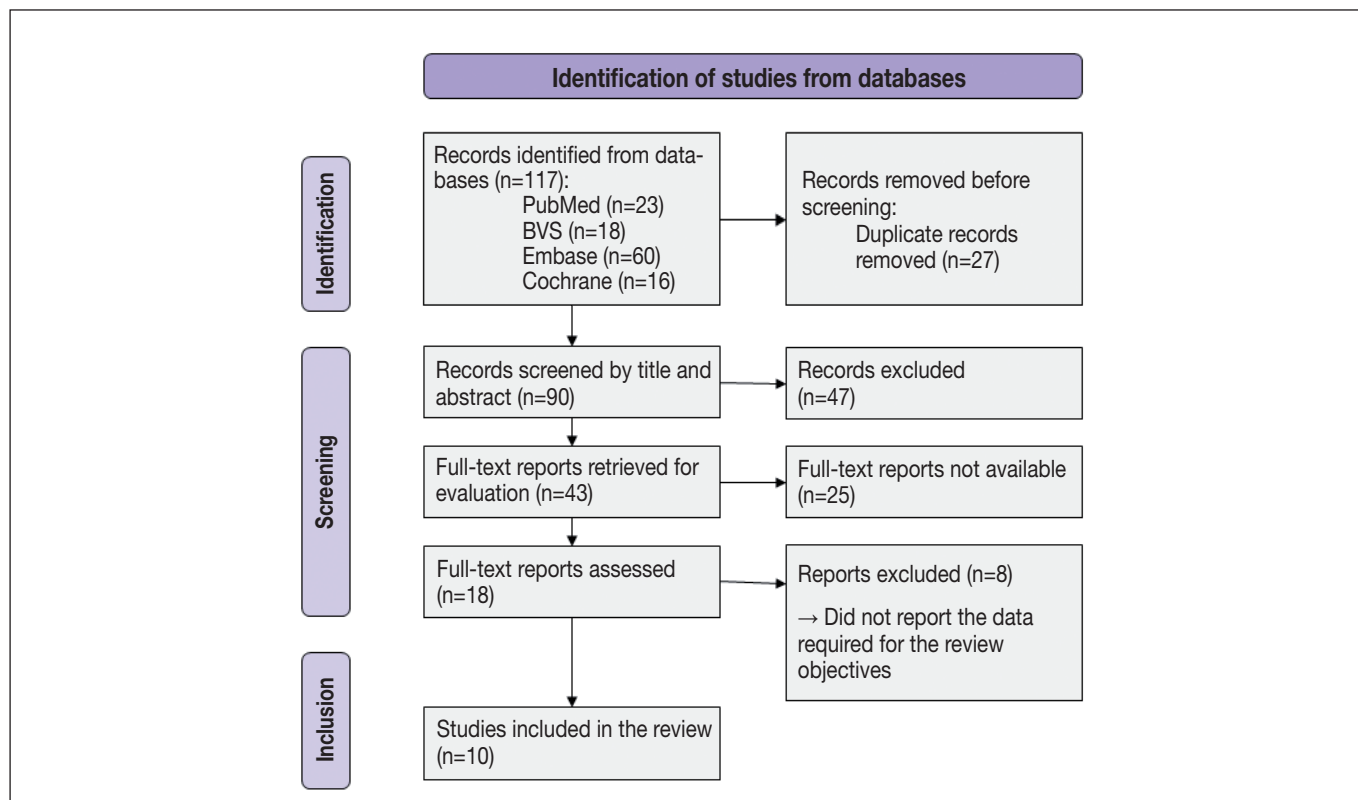 Identification of studies from databases
Identification
Records identified from data-
bases (n=117):
PubMed (n=23)
BVS (n=18)
Embase (n=60)
Cochrane (n=16)
Records removed before
screening:
Duplicate records
removed (n=27)
Screening
Records screened by title and
abstract (n=90)
Records excluded
(n=47)
Full-text reports retrieved for
evaluation (n=43)
Full-text reports not available
(n=25)
Full-text reports assessed
(n=18)
Reports excluded (n=8)
→ Did not report the data
required for the review
objectives
Inclusion
Studies included in the review
(n=10)